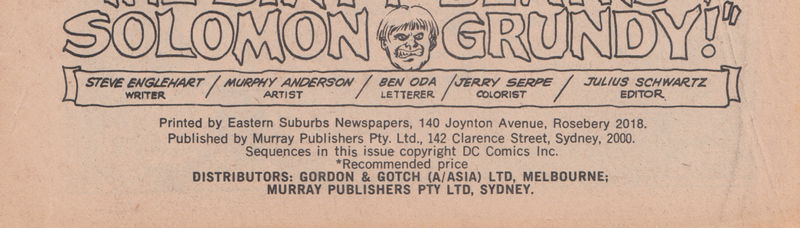 SOLOMON GRUNDY!"
STEVE ENGLEHART / MURPHY ANDERSON / BEN ODA / JERRY SERPE / JULIUS SCHWARTZ
WRITER ARTIST LETTERER COLORIST EDITOR
Printed by Eastern Suburbs Newspapers, 140 Joynton Avenue, Rosebery 2018.
Published by Murray Publishers Pty. Ltd., 142 Clarence Street, Sydney, 2000.
Sequences in this issue copyright DC Comics Inc.
*Recommended price
DISTRIBUTORS: GORDON & GOTCH (A/ASIA) LTD, MELBOURNE;
MURRAY PUBLISHERS PTY LTD, SYDNEY.